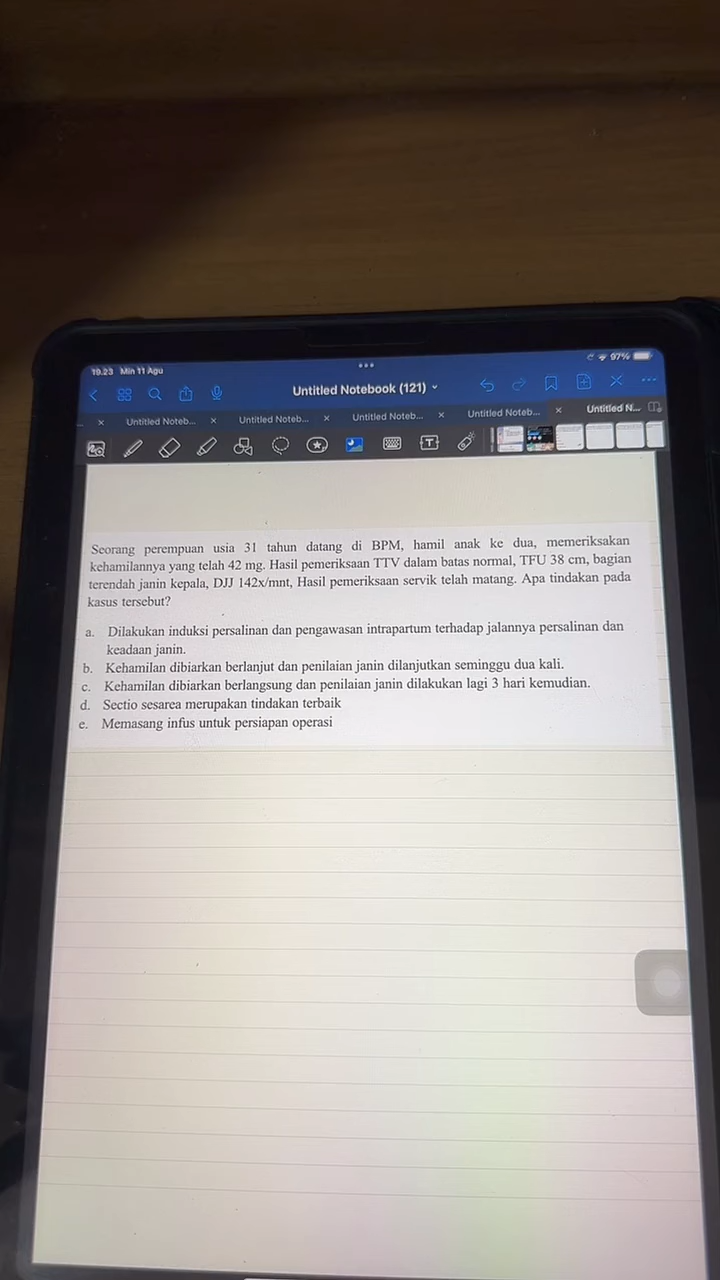 19.23 Min 11 Agu
97%
Untitled Notebook (121)
Untitled Noteb...
Untitled Noteb...
Untitled Noteb...
Untitled Noteb...
Untitled N...
T
Seorang perempuan usia 31 tahun datang di BPM, hamil anak ke dua, memeriksakan
kehamilannya yang telah 42 mg. Hasil pemeriksaan TTV dalam batas normal, TFU 38 cm, bagian
terendah janin kepala, DJJ 142x/mnt, Hasil pemeriksaan servik telah matang. Apa tindakan pada
kasus tersebut?
a. Dilakukan induksi persalinan dan pengawasan intrapartum terhadap jalannya persalinan dan
keadaan janin.
b. Kehamilan dibiarkan berlanjut dan penilaian janin dilanjutkan seminggu dua kali.
c. Kehamilan dibiarkan berlangsung dan penilaian janin dilakukan lagi 3 hari kemudian.
d. Sectio sesarea merupakan tindakan terbaik
e. Memasang infus untuk persiapan operasi